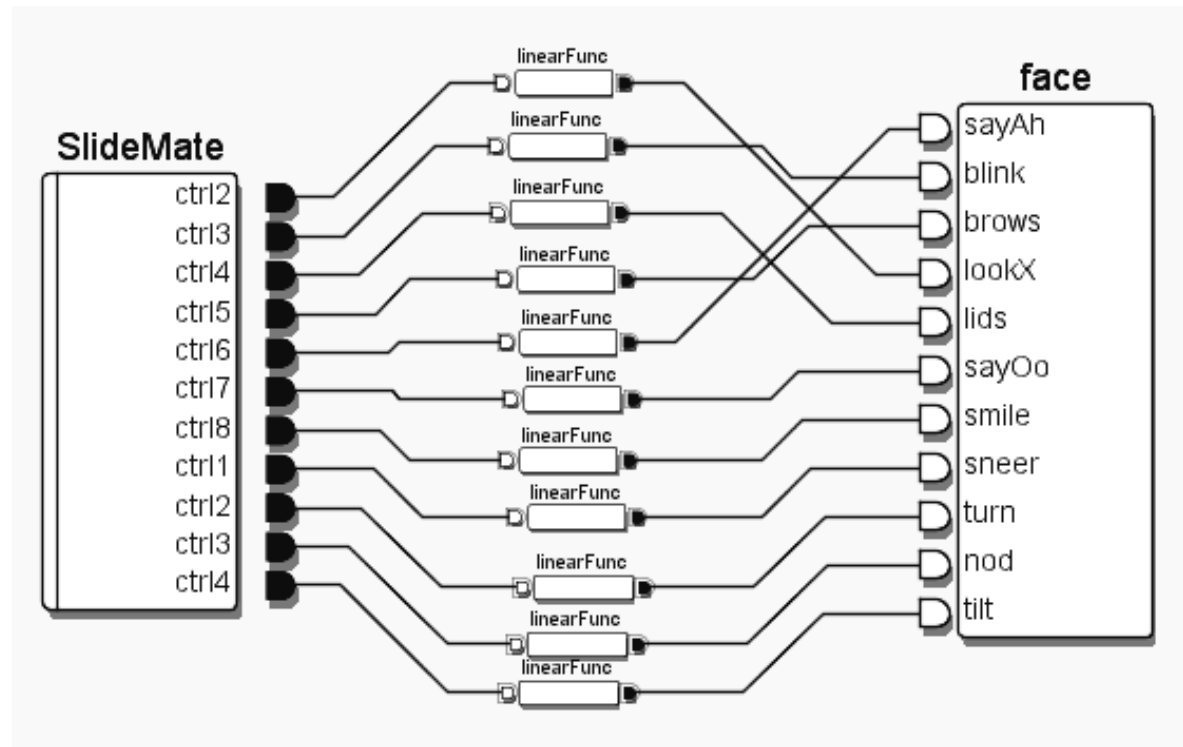 SlideMate
ctrl2
ctrl3
ctrl4
ctrl5
ctrl6
ctrl7
ctrl8
ctrl1
ctrl2
ctrl3
ctrl4
linearFunc
linearFunc
linearFunc
linearFunc
linearFunc
linearFunc
linearFunc
linearFunc
linearFunc
linearFunc
linearFunc
face
sayAh
blink
brows
lookX
lids
sayOo
smile
sneer
turn
nod
tilt